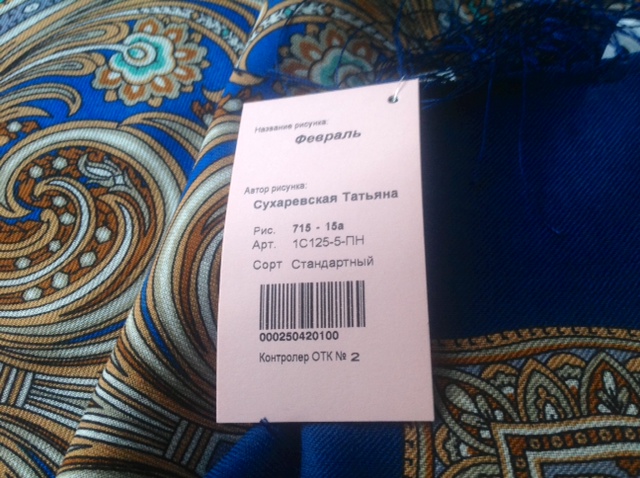 Название рисунка:
Февраль
Автор рисунка:
Сухаревская Татьяна
Рис. 715 - 15а
Арт. 1С125-5-ПН
Сорт Стандартный
000250420100
Контролер ОТК № 2